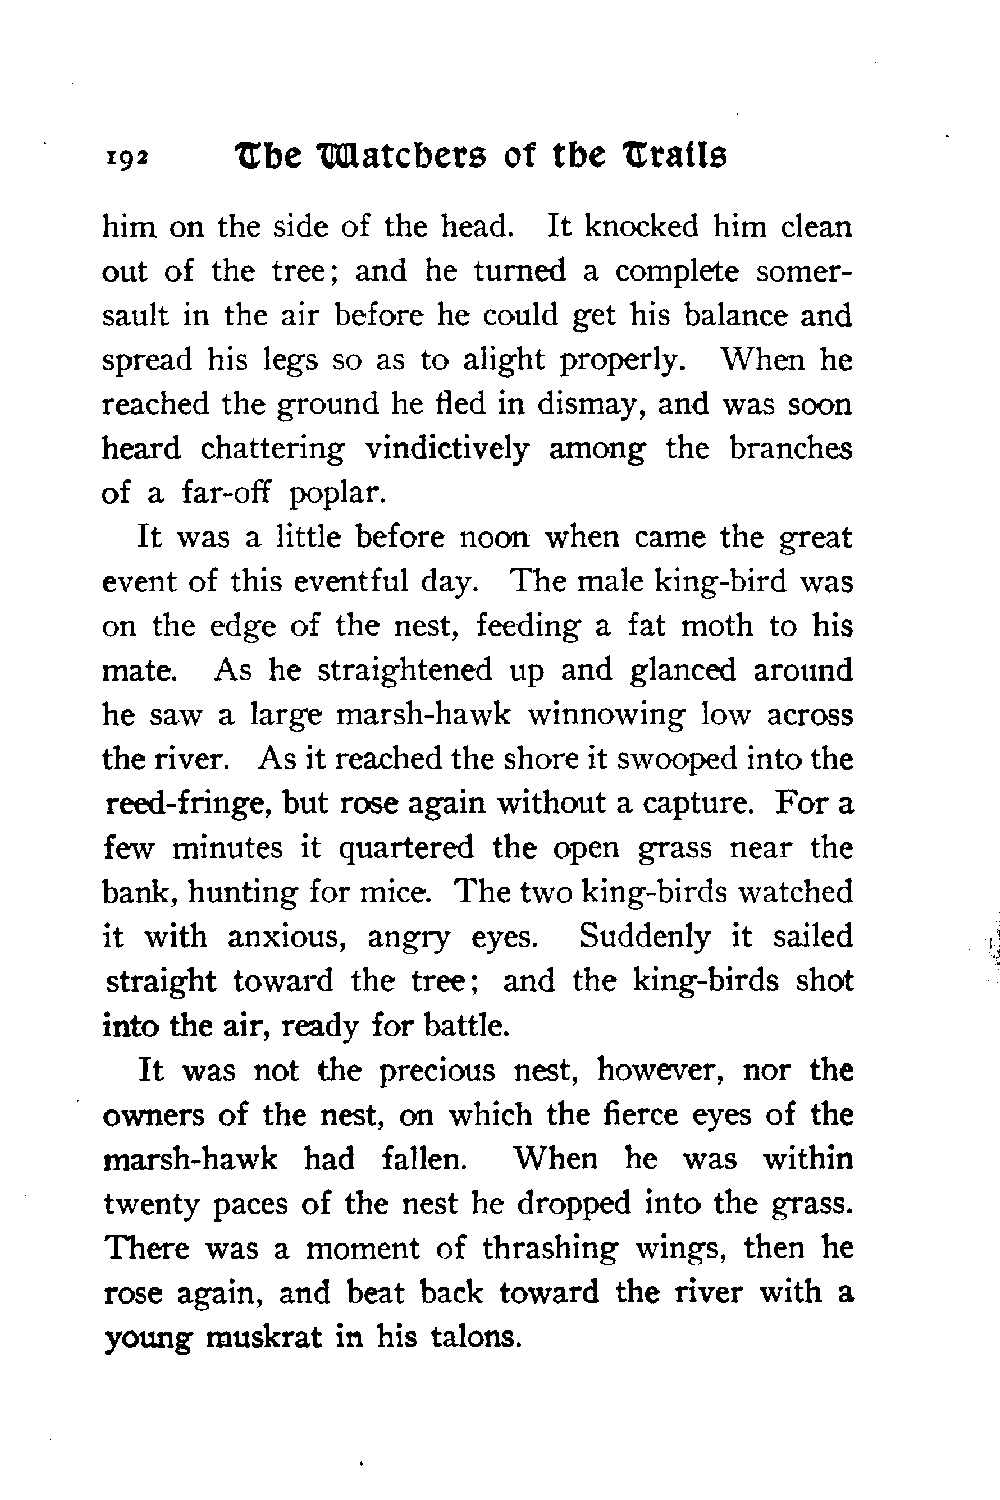 192 The Watchers of the Trails
him on the side of the head. It knocked him clean
out of the tree; and he turned a complete somer-
sault in the air before he could get his balance and
spread his legs so as to alight properly. When he
reached the ground he fled in dismay, and was soon
heard chattering vindictively among the branches
of a far-off poplar.
It was a little before noon when came the great
event of this eventful day. The male king-bird was
on the edge of the nest, feeding a fat moth to his
mate. As he straightened up and glanced around
he saw a large marsh-hawk winnowing low across
the river. As it reached the shore it swooped into the
reed-fringe, but rose again without a capture. For a
few minutes it quartered the open grass near the
bank, hunting for mice. The two king-birds watched
it with anxious, angry eyes. Suddenly it sailed
straight toward the tree; and the king-birds shot
into the air, ready for battle.
It was not the precious nest, however, nor the
owners of the nest, on which the fierce eyes of the
marsh-hawk had fallen. When he was within
twenty paces of the nest he dropped into the grass.
There was a moment of thrashing wings, then he
rose again, and beat back toward the river with a
young muskrat in his talons.